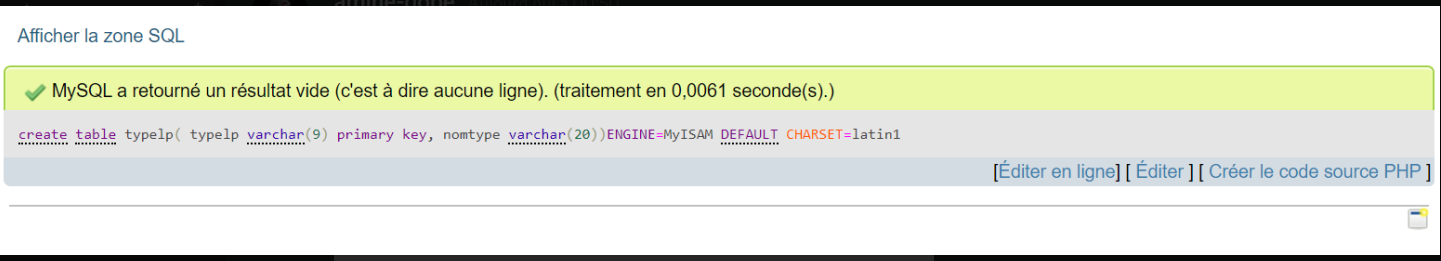 Afficher la zone SQL
MySQL a retourné un résultat vide (c'est à dire aucune ligne). (traitement en 0,0061 seconde(s).)
create table typelp( typelp varchar(9) primary key, nomtype varchar(20))ENGINE=MyISAM DEFAULT CHARSET=latin1
[Éditer en ligne] [ Éditer ] [ Créer le code source PHP ]